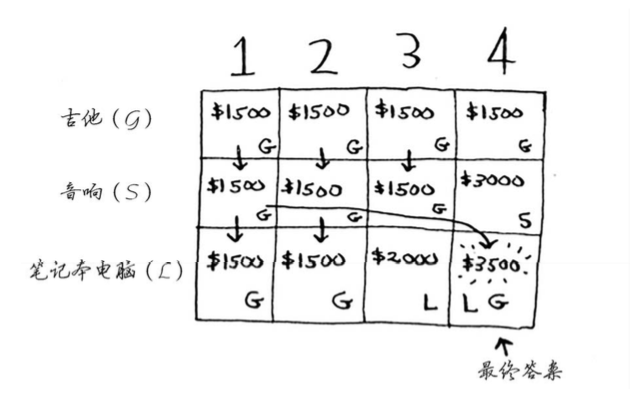 1 2 3 4
吉他 (G) $1500 G $1500 G $1500 G $1500 G
音响 (S) $1500 G $1500 G $1500 G $3000 S
笔记本电脑 (L) $1500 G $1500 G $2000 L $3500 L G
最终答案